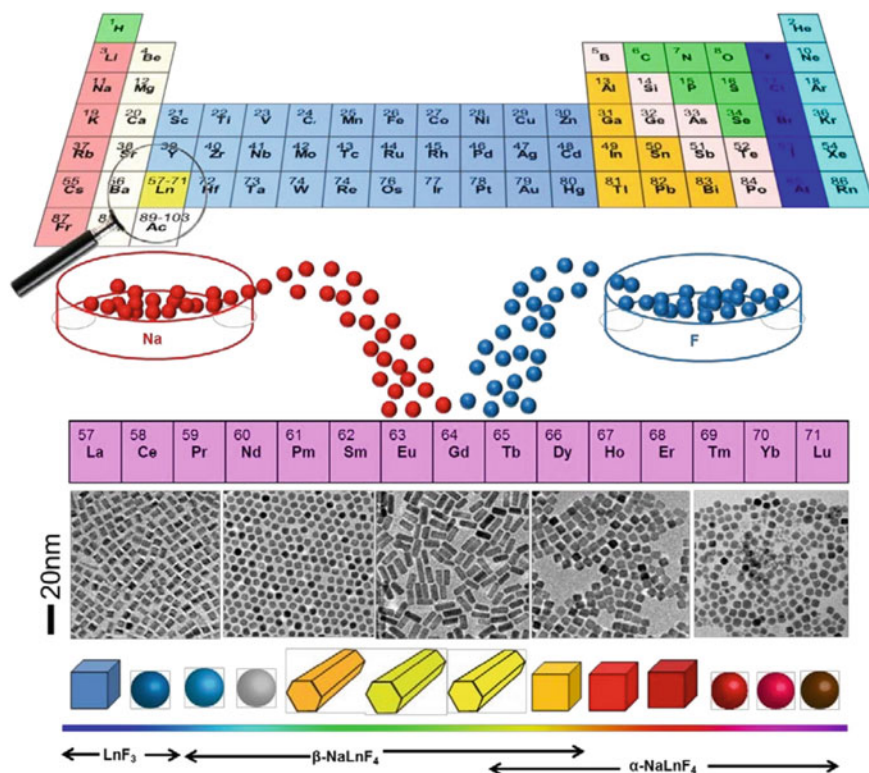 1 H 2 He
3 Li 4 Be 5 B 6 C 7 N 8 O F 10 Ne
11 Na 12 Mg 13 Al 14 Si 15 P 16 S Cl 18 Ar
19 K 20 Ca 21 Sc 22 Ti 23 V 24 C 25 Mn 26 Fe 27 Co 28 Ni 29 Cu 30 Zn 31 Ga 32 Ge 33 As 34 Se Br 36 Kr
37 Rb 38 Sr 39 Y 40 Zr 41 Nb 42 Mo 43 Tc 44 Ru 45 Rh 46 Pd 47 Ag 48 Cd 49 In 50 Sn 51 Sb 52 Te I 54 Xe
55 Cs 56 Ba 57-71 Ln 72 Hf 73 Ta 74 W 74 Re 76 Os 77 Ir 78 Pt 79 Au 80 Hg 81 Tl 82 Pb 83 Bi 84 Po At 86 Rn
87 Fr 89-103 Ac
Na F
57 La 58 Ce 59 Pr 60 Nd 61 Pm 62 Sm 63 Eu 64 Gd 65 Tb 66 Dy 67 Ho 68 Er 69 Tm 70 Yb 71 Lu
20nm
LnF3 β-NaLnF4 α-NaLnF4